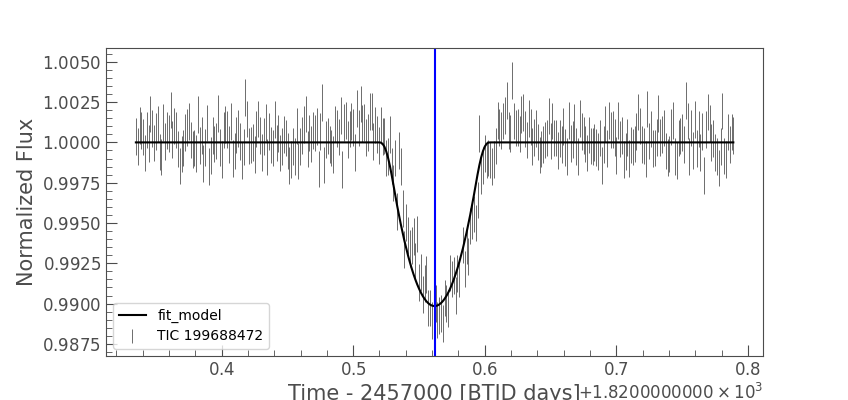 1.0050
1.0025
1.0000
0.9975
0.9950
0.9925
0.9900
0.9875
Normalized Flux
fit_model
TIC 199688472
0.4
0.5
0.6
0.7
0.8
Time - 2457000 [BTJD days]
+1.8200000000 × 10³